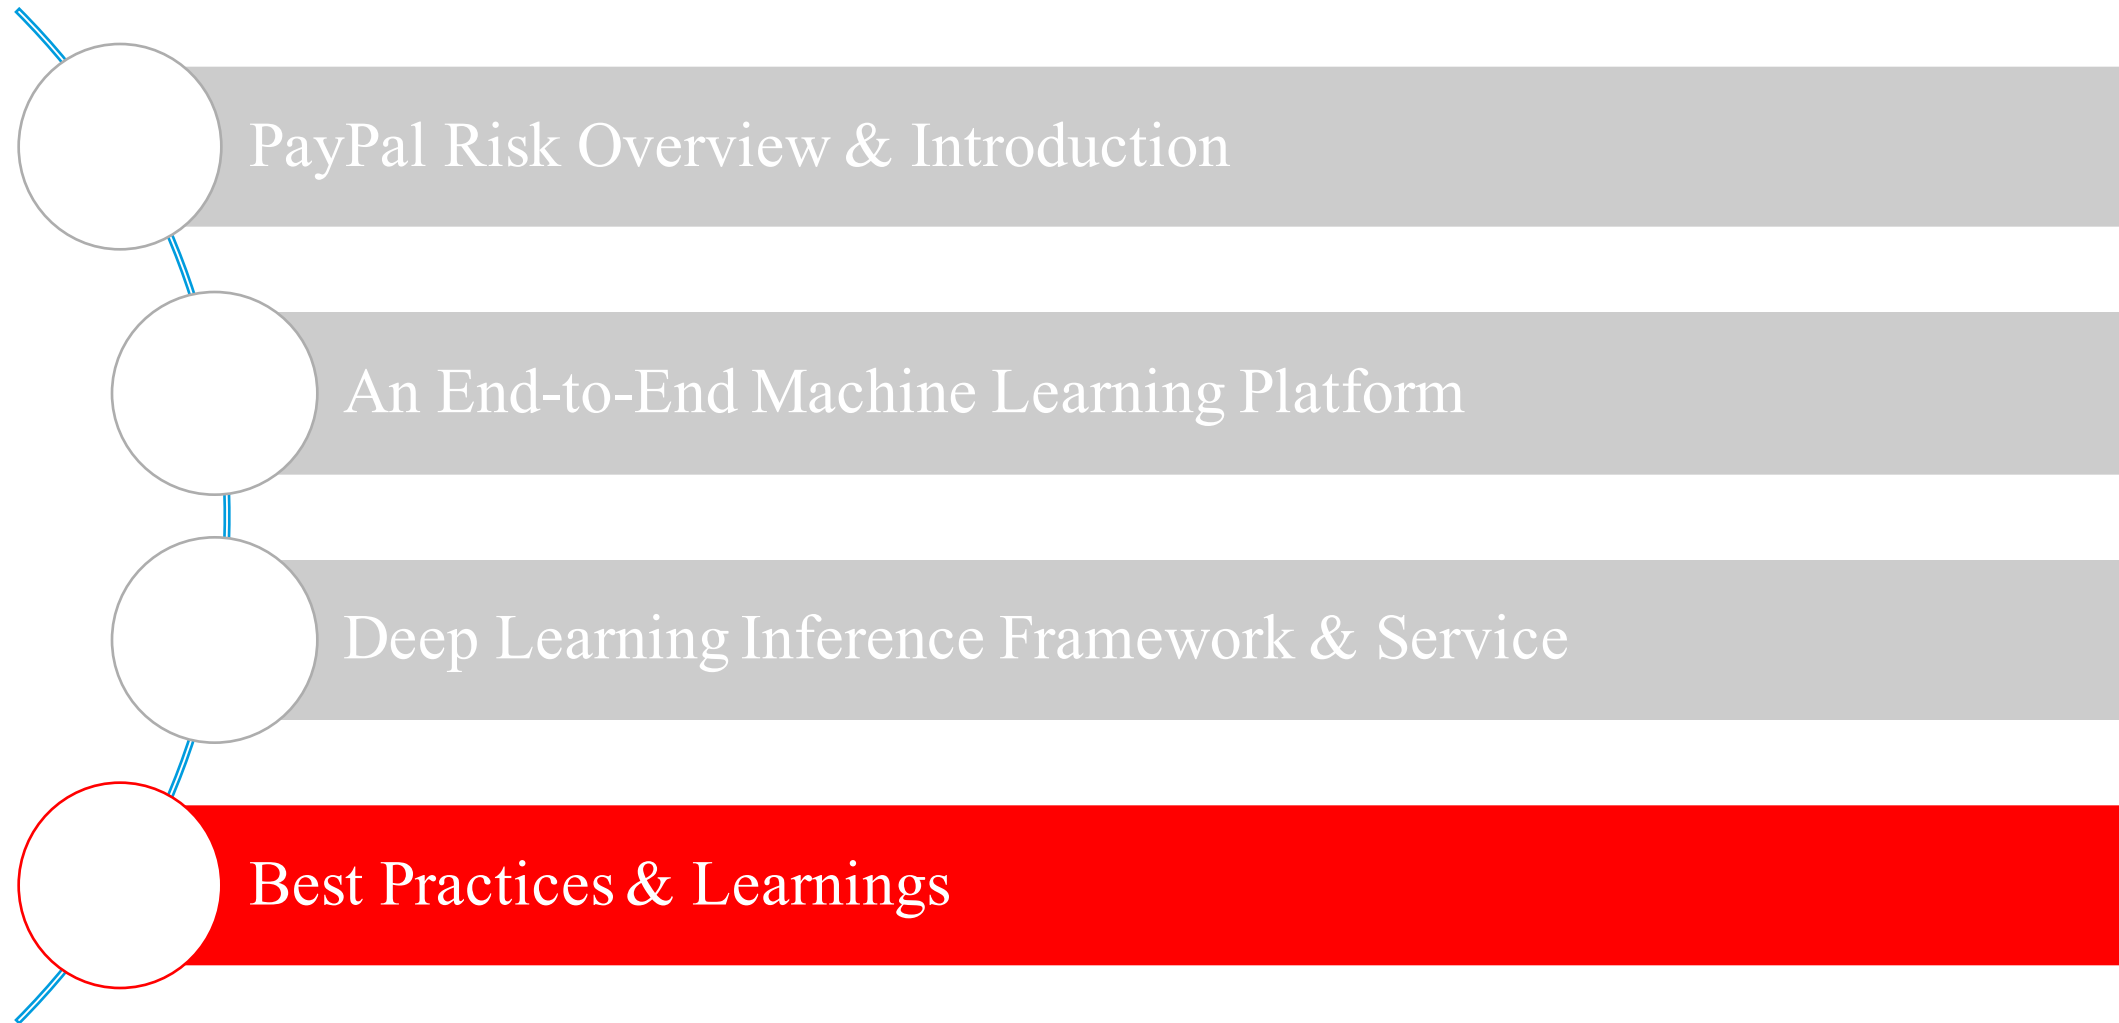 PayPal Risk Overview & Introduction
An End-to-End Machine Learning Platform
Deep Learning Inference Framework & Service
Best Practices & Learnings